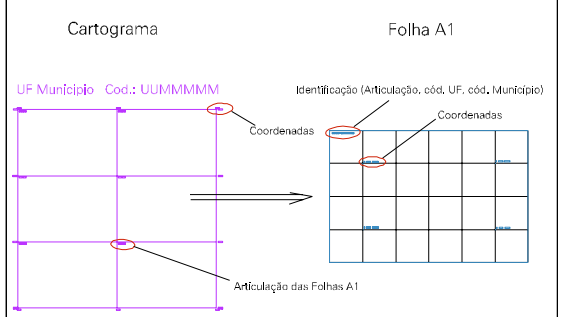 Cartograma
Folha A1
UF Município Cod.: UUMMMMM
Identificação (Articulação, cód. UF, cód. Município)
Coordenadas
Coordenadas
Articulação das Folhas A1